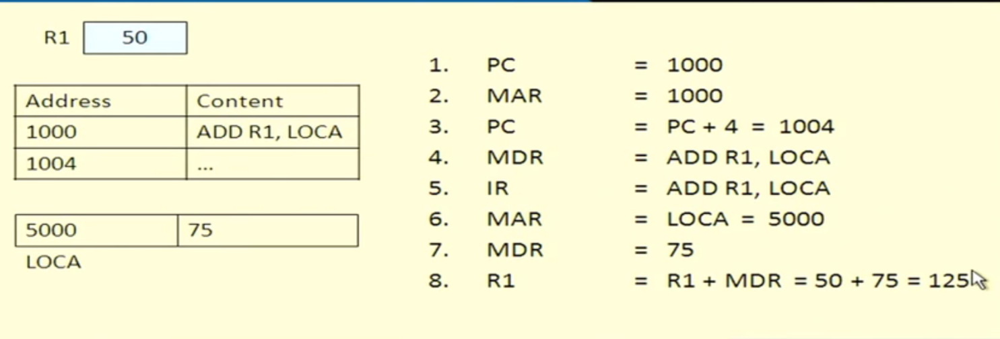 R1 50
Address Content
1000 ADD R1, LOCA
1004 ...
5000 75
LOCA
1. PC = 1000
2. MAR = 1000
3. PC = PC + 4 = 1004
4. MDR = ADD R1, LOCA
5. IR = ADD R1, LOCA
6. MAR = LOCA = 5000
7. MDR = 75
8. R1 = R1 + MDR = 50 + 75 = 125